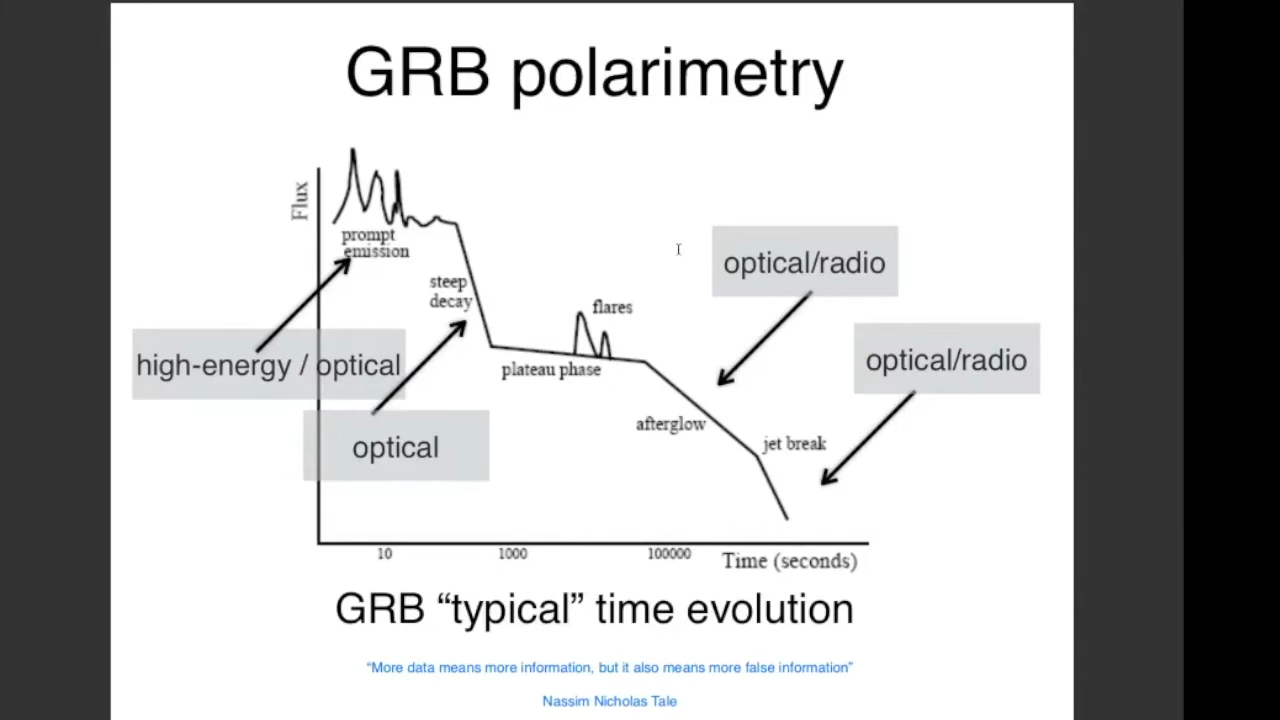 GRB polarimetry
Flux
prompt
emission
steep
decay
flares
optical/radio
high-energy / optical
plateau phase
optical/radio
optical
afterglow
jet break
10
1000
100000
Time (seconds)
GRB “typical” time evolution
“More data means more information, but it also means more false information”
Nassim Nicholas Tale